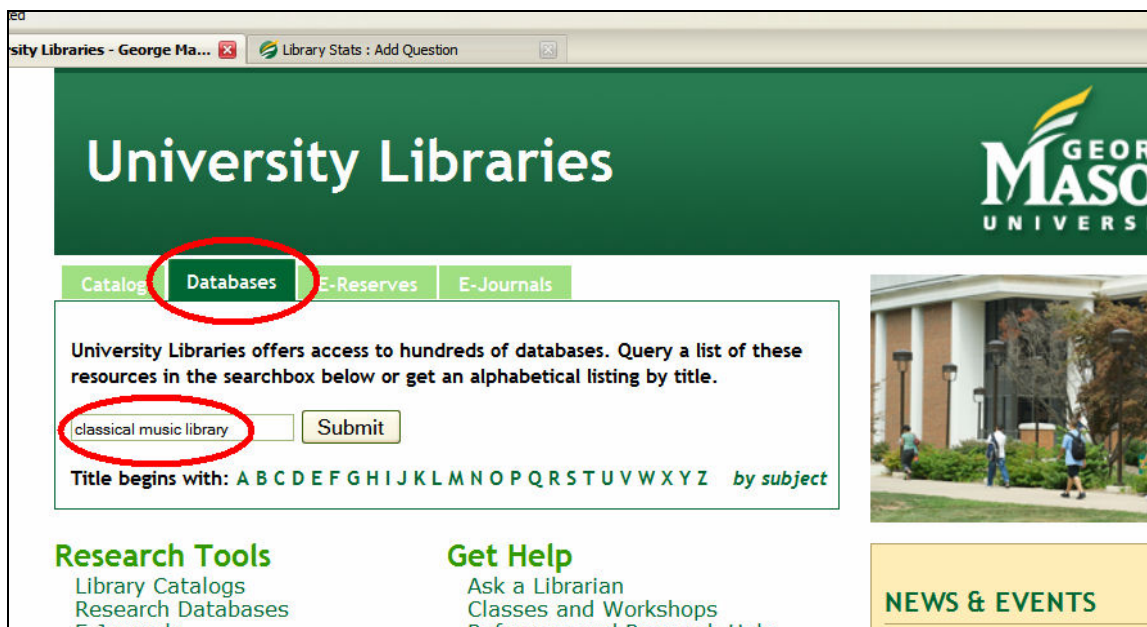 sity Libraries - George Ma...
Library Stats : Add Question
University Libraries
GEOR
MASO
UNIVERS
Catalog Databases E-Reserves E-Journals
University Libraries offers access to hundreds of databases. Query a list of these
resources in the searchbox below or get an alphabetical listing by title.
classical music library Submit
Title begins with: A B C D E F G H I J K L M N O P Q R S T U V W X Y Z by subject
Research Tools
Library Catalogs
Research Databases
Get Help
Ask a Librarian
Classes and Workshops
NEWS & EVENTS